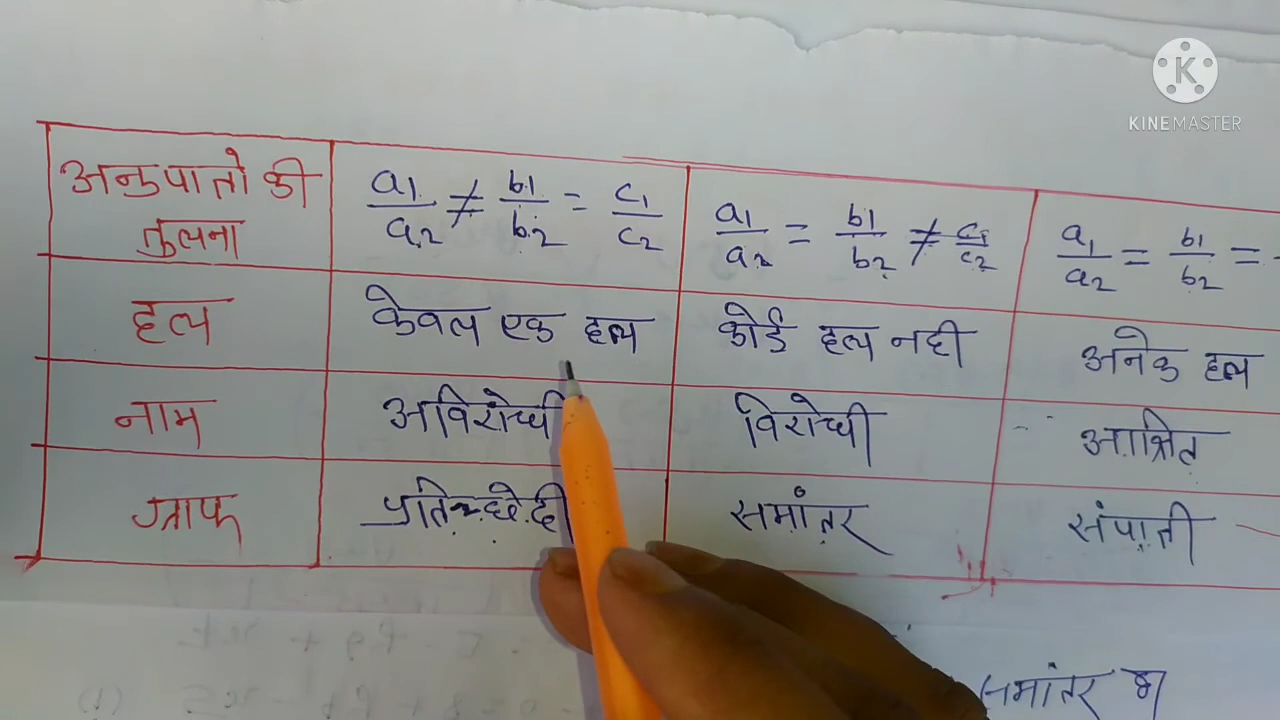 अनुपातो की तुलना
a1/a2 ≠ b1/b2 = c1/c2
a1/a2 = b1/b2 ≠ c1/c2
a1/a2 = b1/b2 =
हल
केवल एक हल
कोई हल नही
अनेक हल
नाम
अविरोधी
विरोधी
आश्रित
ग्राफ
प्रतिच्छेदी
समांतर
संपाती
समांतर
KINEMASTER